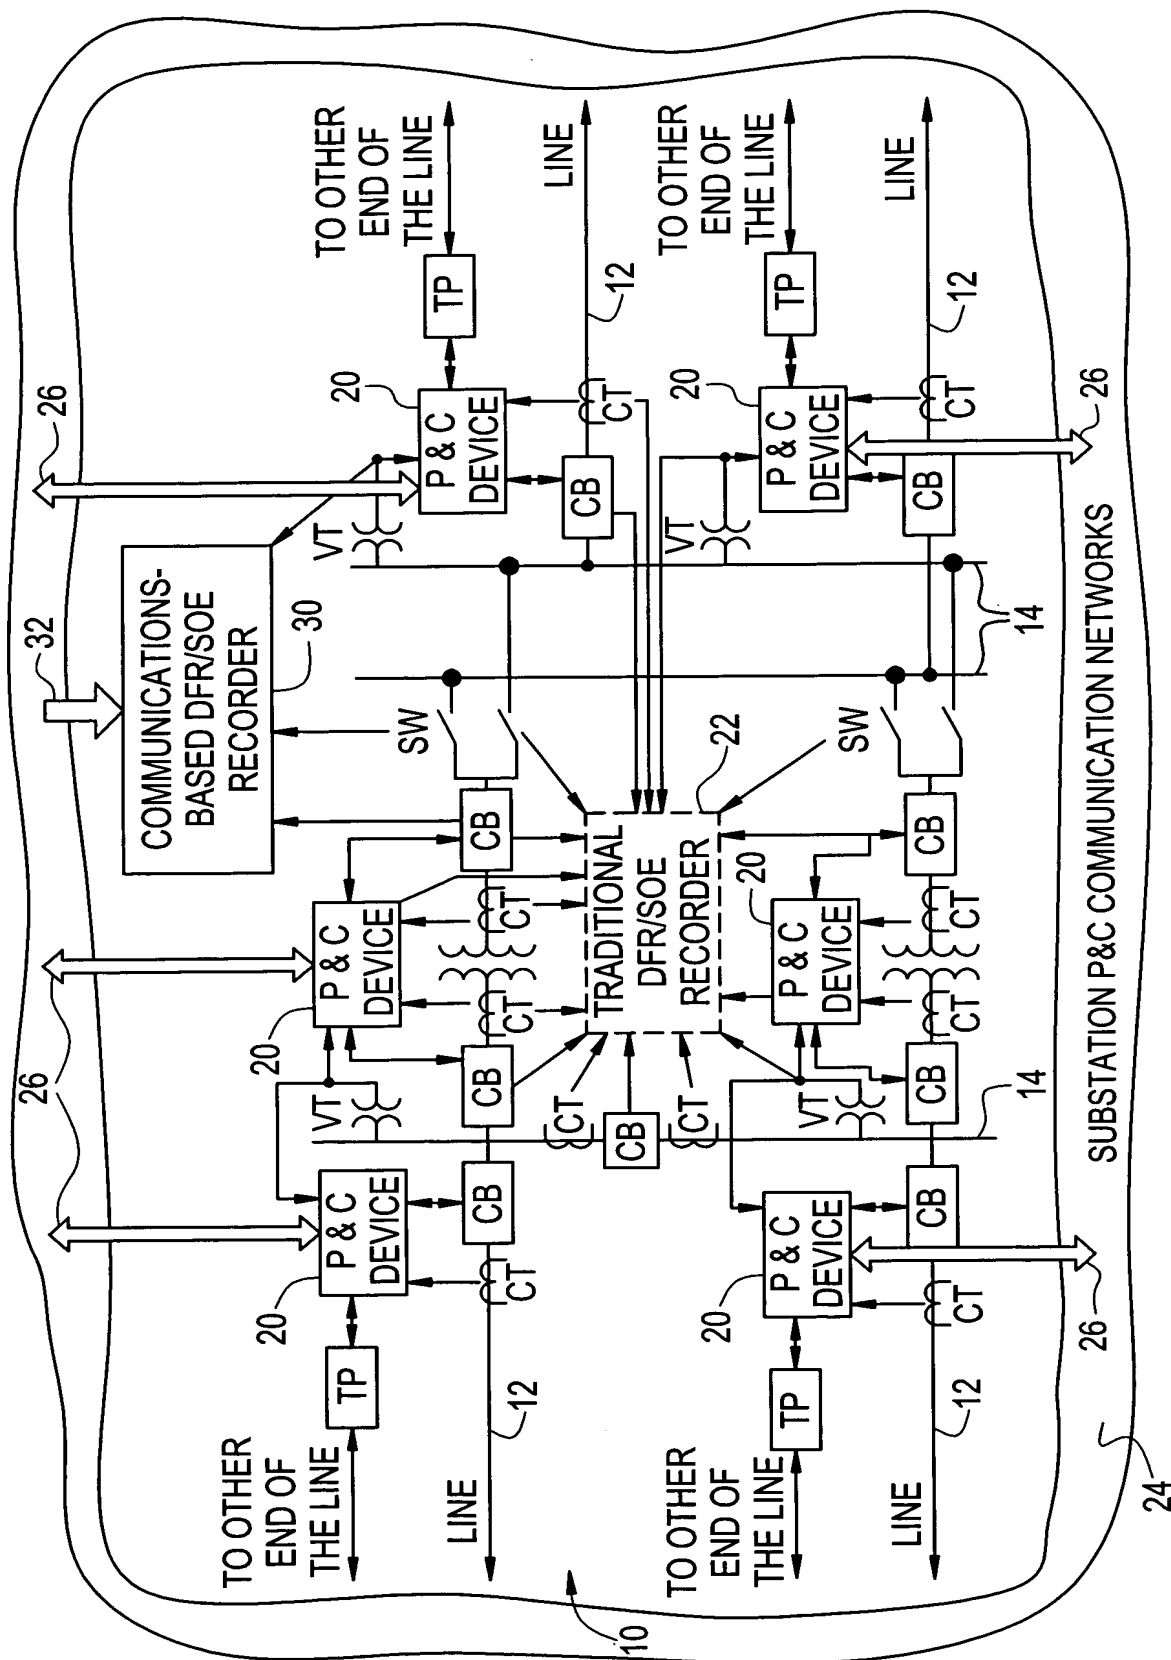 26
26
26
32
COMMUNICATIONS-
BASED DFR/SOE
RECORDER
30
TO OTHER
END OF
THE LINE
TP
20
P & C
DEVICE
VT
20
P & C
DEVICE
VT
20
P & C
DEVICE
TP
TO OTHER
END OF
THE LINE
LINE
12
CT
CB
CB
CT
CT
CB
SW
CB
CT
12
LINE
CT
CB
CT
TRADITIONAL
DFR/SOE
RECORDER
22
TO OTHER
END OF
THE LINE
TP
20
P & C
DEVICE
VT
20
P & C
DEVICE
SW
VT
20
P & C
DEVICE
TP
TO OTHER
END OF
THE LINE
LINE
12
CT
CB
CB
CT
CT
CB
CB
CT
12
LINE
10
14
14
26
26
SUBSTATION P&C COMMUNICATION NETWORKS
24